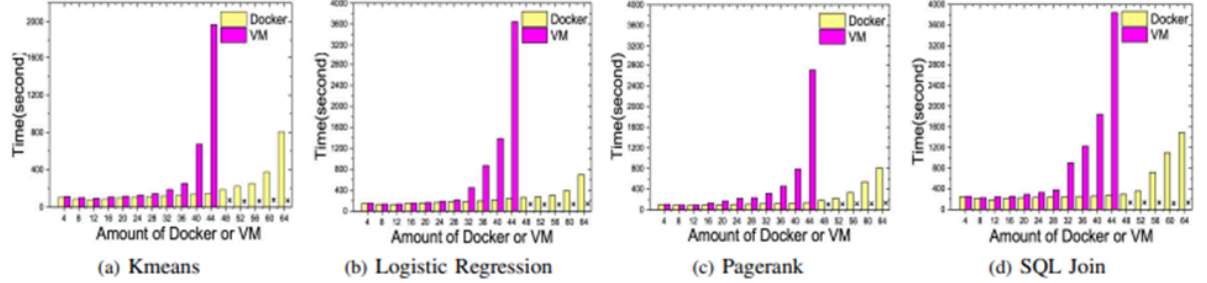 Docker
VM
2000
1600
1200
800
400
0
Time(second)
4 8 12 16 20 24 28 32 36 40 44 48 52 56 60 64
Amount of Docker or VM
(a) Kmeans
Docker
VM
4000
3600
3200
2800
2400
2000
1600
1200
800
400
0
Time(second)
4 8 12 16 20 24 28 32 36 40 44 48 52 56 60 64
Amount of Docker or VM
(b) Logistic Regression
Docker
VM
4000
3600
3200
2800
2400
2000
1600
1200
800
400
0
Time(second)
4 8 12 16 20 24 28 32 36 40 44 48 52 56 60 64
Amount of Docker or VM
(c) Pagerank
Docker
VM
4000
3600
3200
2800
2400
2000
1600
1200
800
400
0
Time(second)
4 8 12 16 20 24 28 32 36 40 44 48 52 56 60 64
Amount of Docker or VM
(d) SQL Join